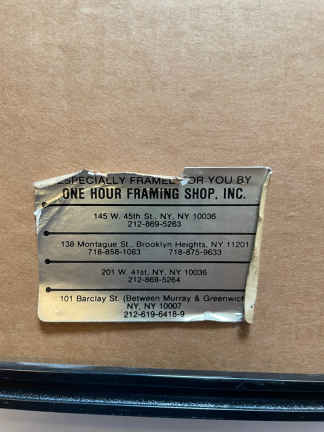 ESPECIALLY FRAMED FOR YOU BY
ONE HOUR FRAMING SHOP, INC.
145 W. 45th St., NY, NY 10036
212-869-5263
138 Montague St., Brooklyn Heights, NY 11201
718-858-1063 718-875-9633
201 W. 41st, NY, NY 10036
212-869-5264
101 Barclay St. (Between Murray & Greenwich
NY, NY 10007
212-619-6418-9